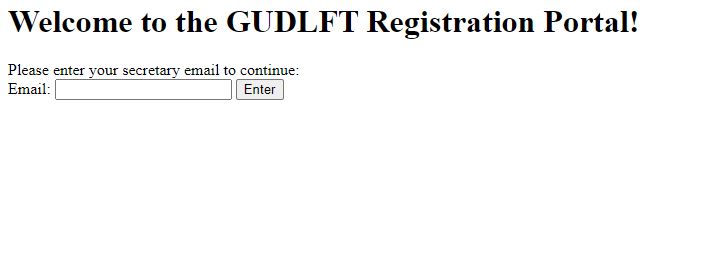 Welcome to the GUDLFT Registration Portal!
Please enter your secretary email to continue:
Email: Enter